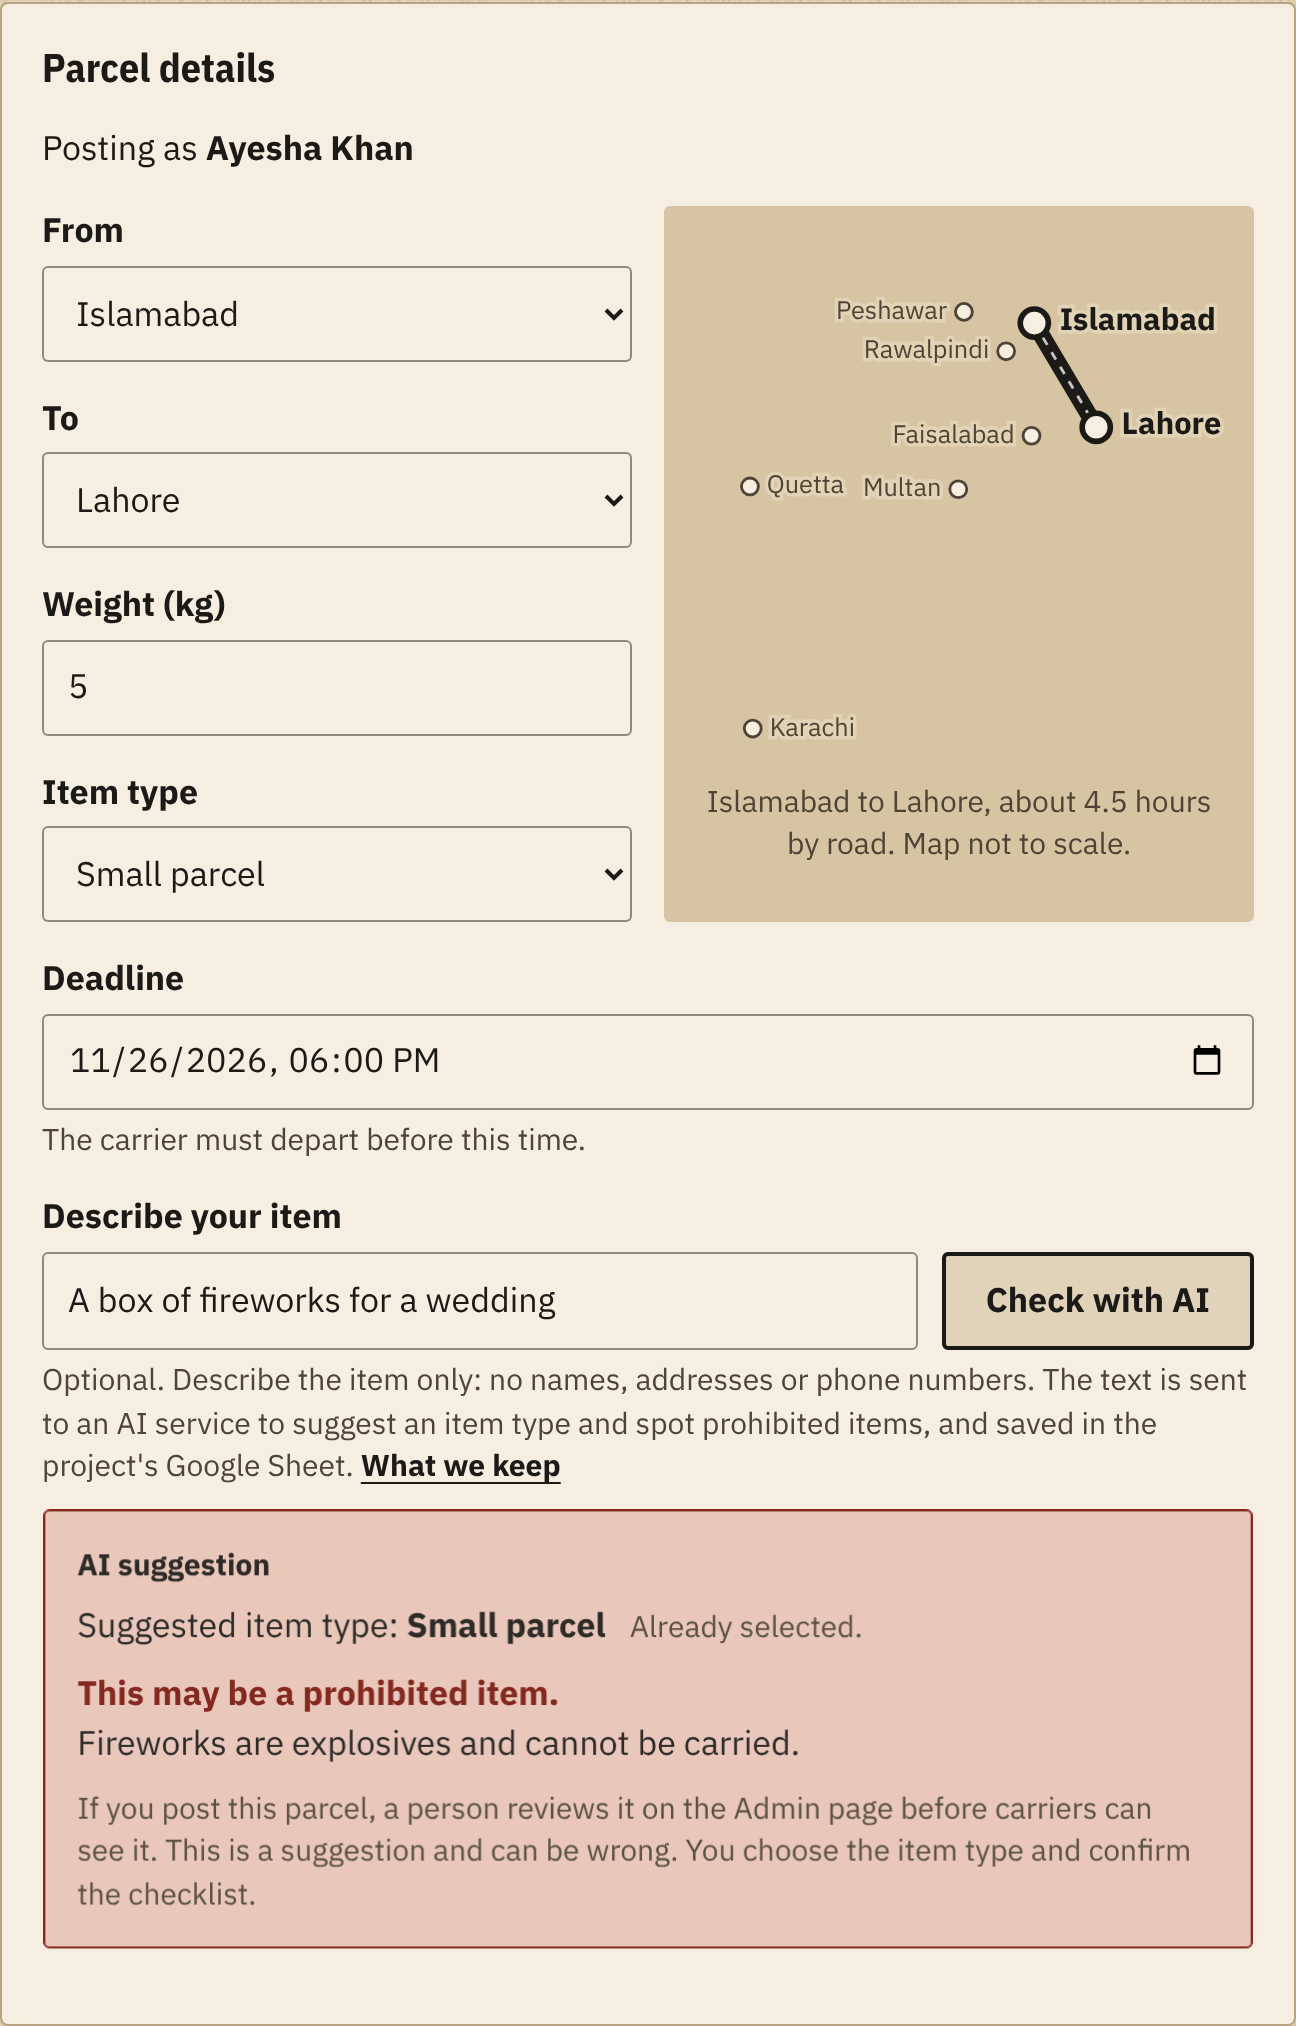 Parcel details
Posting as Ayesha Khan
From
Islamabad
To
Lahore
Weight (kg)
5
Item type
Small parcel
Peshawar
Islamabad
Rawalpindi
Lahore
Faisalabad
Quetta
Multan
Karachi
Islamabad to Lahore, about 4.5 hours
by road. Map not to scale.
Deadline
11/26/2026, 06:00 PM
The carrier must depart before this time.
Describe your item
A box of fireworks for a wedding
Check with AI
Optional. Describe the item only: no names, addresses or phone numbers. The text is sent
to an AI service to suggest an item type and spot prohibited items, and saved in the
project's Google Sheet. What we keep
AI suggestion
Suggested item type: Small parcel Already selected.
This may be a prohibited item.
Fireworks are explosives and cannot be carried.
If you post this parcel, a person reviews it on the Admin page before carriers can
see it. This is a suggestion and can be wrong. You choose the item type and confirm
the checklist.